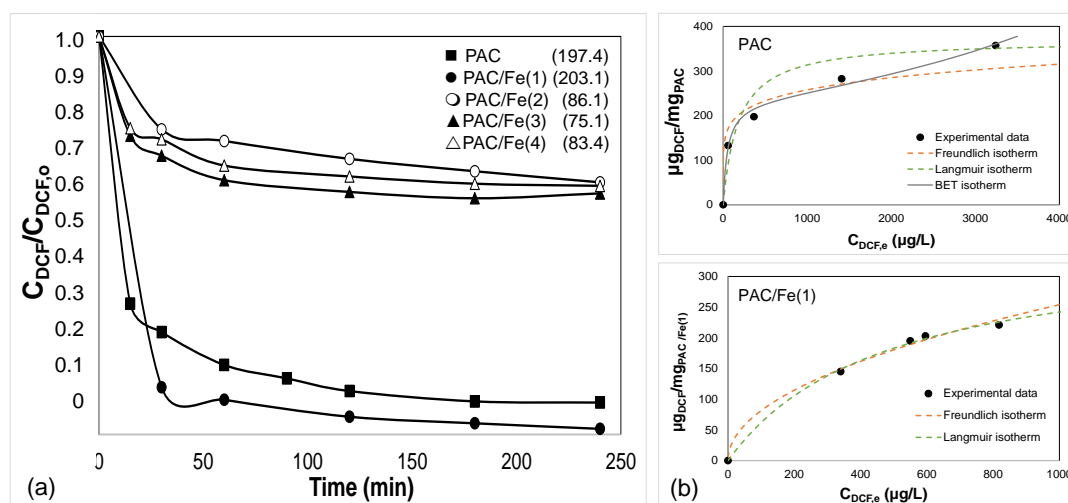 C_DCF/C_DCF,o
1.0
0.9
0.8
0.7
0.6
0.5
0.4
0.3
0.2
0.1
0
PAC (197.4)
PAC/Fe(1) (203.1)
PAC/Fe(2) (86.1)
PAC/Fe(3) (75.1)
PAC/Fe(4) (83.4)
0 50 100 150 200 250
Time (min)
(a)
µg_DCF/mg_PAC
400
300
200
100
0
PAC
Experimental data
Freundlich isotherm
Langmuir isotherm
BET isotherm
0 1000 2000 3000 4000
C_DCF,e (µg/L)
µg_DCF/mg_PAC /Fe(1)
300
250
200
150
100
50
0
PAC/Fe(1)
Experimental data
Freundlich isotherm
Langmuir isotherm
0 200 400 600 800 1000
C_DCF,e (µg/L)
(b)